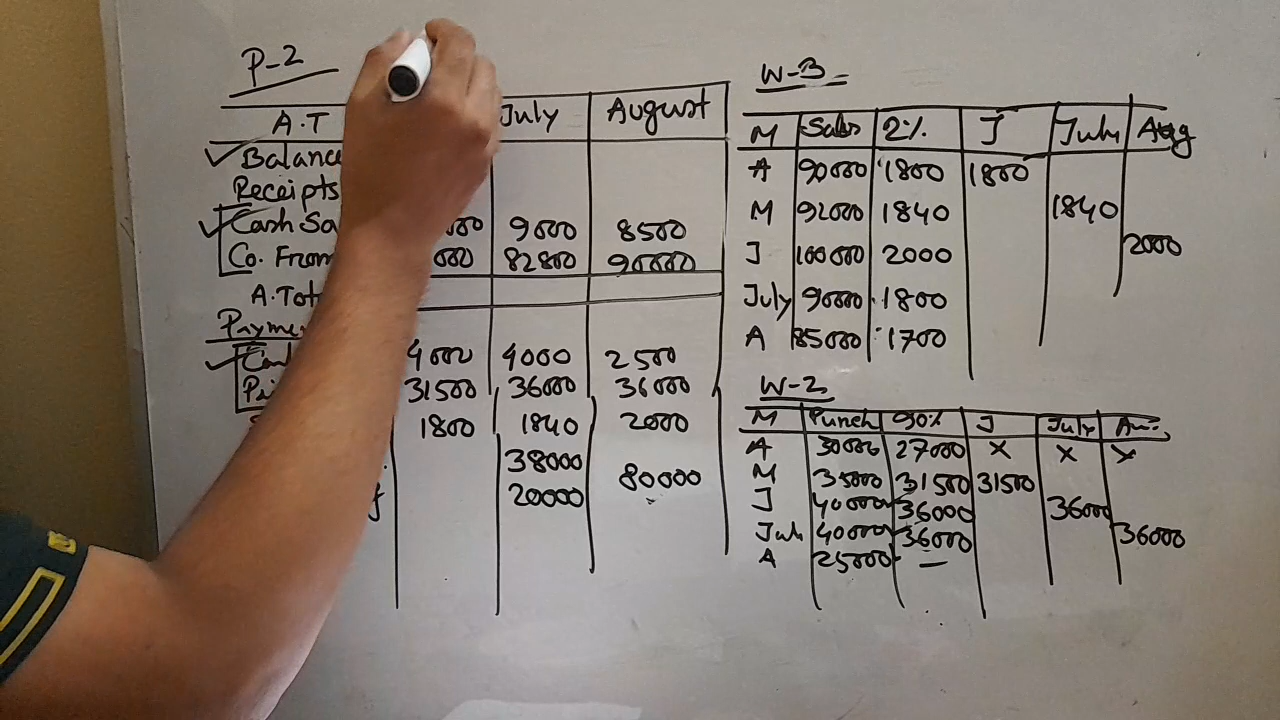 P-2
A.T July August
Balance
Receipts
Cash Sa 9000 8500
Co. From 000 82800 90000
A.Tot
Payme
4000 4000 2500
31500 36000 36000
1800 1840 2000
38000
20000 80000
W-3
M Sales 2% J July Aug
A 90000 1800 1800
M 92000 1840 1840
J 100000 2000 2000
July 90000 1800
A 85000 1700
W-2
M Purch 90% J July Au
A 30000 27000 x x x
M 35000 31500 31500
J 40000 36000 36000
July 40000 36000 36000
A 25000 —